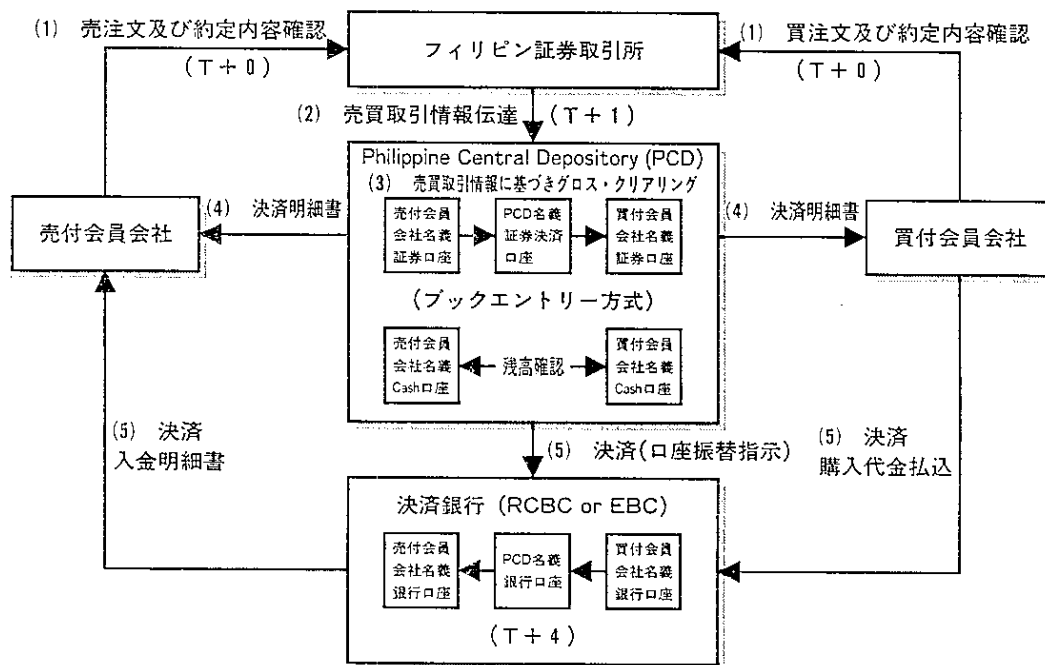 (1) 売注文及び約定内容確認
(T+0)
フィリピン証券取引所
(1) 買注文及び約定内容確認
(T+0)
(2) 売買取引情報伝達 (T+1)
Philippine Central Depository (PCD)
(3) 売買取引情報に基づきグロス・クリアリング
売付会員
会社名義
証券口座
PCD名義
証券決済
口座
買付会員
会社名義
証券口座
(ブックエントリー方式)
売付会員
会社名義
Cash口座
残高確認
買付会員
会社名義
Cash口座
(4) 決済明細書
売付会員会社
(4) 決済明細書
買付会員会社
(5) 決済
入金明細書
(5) 決済(口座振替指示)
(5) 決済
購入代金払込
決済銀行 (RCBC or EBC)
売付会員
会社名義
銀行口座
PCD名義
銀行口座
買付会員
会社名義
銀行口座
(T+4)